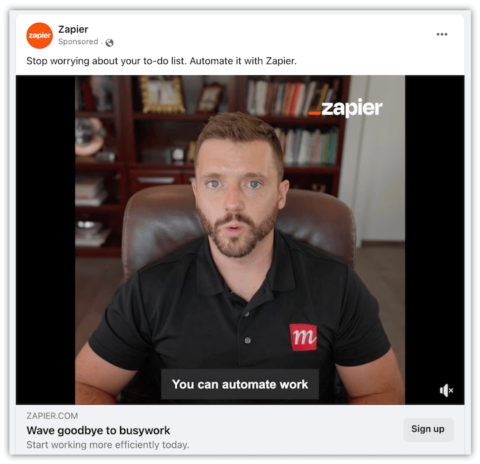 zapier
Zapier
Sponsored ·
Stop worrying about your to-do list. Automate it with Zapier.
_zapier
m
You can automate work
ZAPIER.COM
Wave goodbye to busywork
Start working more efficiently today.
Sign up